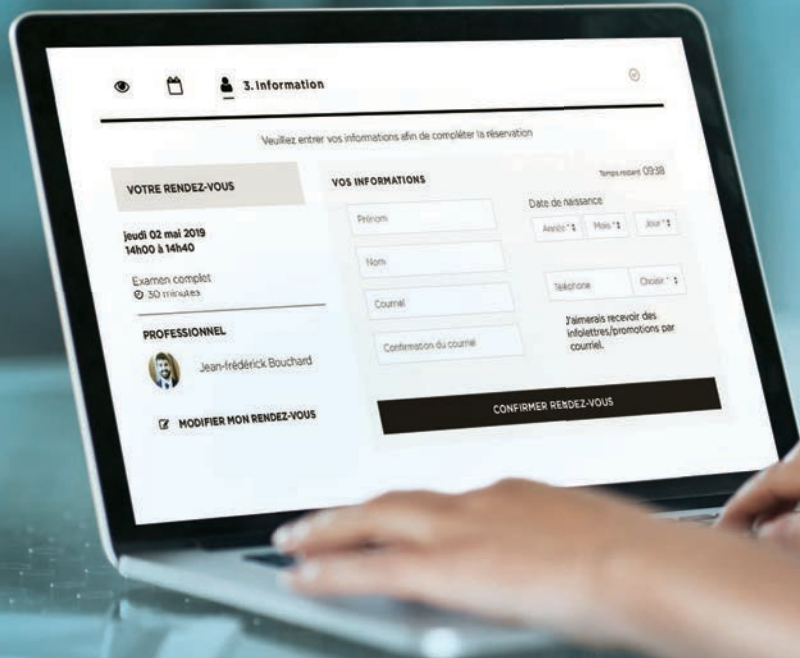 3. Information
Veuillez entrer vos informations afin de compléter la réservation
VOTRE RENDEZ-VOUS
jeudi 02 mai 2019
14h00 à 14h40
Examen complet
30 minutes
PROFESSIONNEL
Jean-frédérick Bouchard
MODIFIER MON RENDEZ-VOUS
VOS INFORMATIONS
Temps restant 09:38
Prénom
Nom
Courriel
Confirmation du courriel
Date de naissance
Année * Mois * Jour *
Téléphone Choisir *
J'aimerais recevoir des
infolettres/promotions par
courriel.
CONFIRMER RENDEZ-VOUS